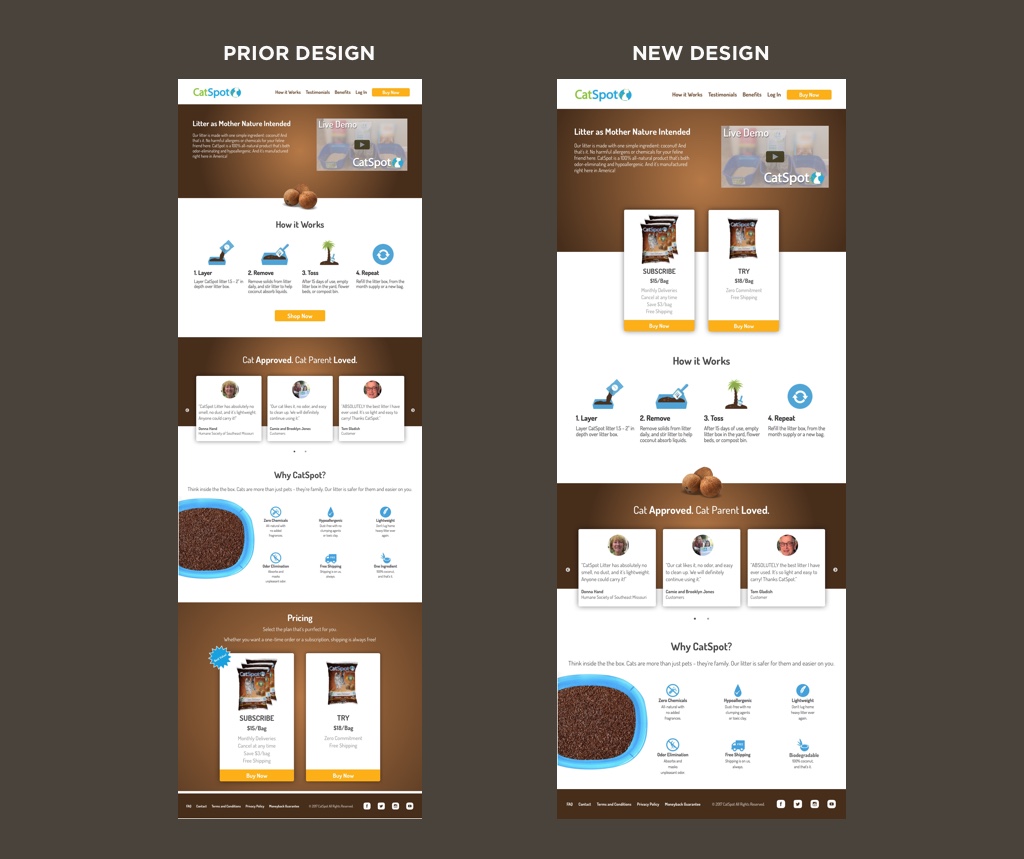 PRIOR DESIGN
CatSpot
How it Works Testimonials Benefits Log In Buy Now
Litter as Mother Nature Intended
Our litter is made with one simple ingredient: coconut! And
that's it. No harmful allergens or chemicals for your feline
friend here. CatSpot is a 100% all-natural product that's both
odor-eliminating and hypoallergenic. And it's manufactured
right here in America!
Live Demo
CatSpot
How it Works
1. Layer
Layer CatSpot litter 1.5 - 2" in
depth over litter box.
2. Remove
Remove solids from litter
daily, and stir litter to help
coconut absorb liquids.
3. Toss
After 15 days of use, empty
litter box in the yard, flower
beds, or compost bin.
4. Repeat
Refill the litter box, from the
month supply or a new bag.
Shop Now
Cat Approved. Cat Parent Loved.
"CatSpot Litter has absolutely no
smell, no dust, and it's lightweight.
Anyone could carry it!"
Donna Hand
Humane Society of Southeast Missouri
"Our cat likes it, no odor, and easy
to clean up. We will definitely
continue using it."
Camie and Brooklyn Jones
Customers
"ABSOLUTELY the best litter I have
ever used. It's so light and easy to
carry! Thanks CatSpot."
Tom Gladish
Customer
Why CatSpot?
Think inside the the box. Cats are more than just pets - they're family. Our litter is safer for them and easier on you.
Zero Chemicals
All natural with
no added
fragrances.
Hypoallergenic
Dust free with no
clumping agents
or toxic clay.
Lightweight
Don't lug home
heavy litter ever
again.
Odor Elimination
Absorbs and
masks
unpleasant odor.
Free Shipping
Shipping is on us
always.
One Ingredient
100% coconut,
and that's it.
Pricing
Select the plan that's purrfect for you.
Whether you want a one-time order or a subscription, shipping is always free!
CatSpot
SUBSCRIBE
$15/Bag
Monthly Deliveries
Cancel at any time
Save $3/bag
Free Shipping
Buy Now
CatSpot
TRY
$18/Bag
Zero Commitment
Free Shipping
Buy Now
FAQ Contact Terms and Conditions Privacy Policy Moneyback Guarantee © 2017 CatSpot All Rights Reserved.
NEW DESIGN
CatSpot
How it Works Testimonials Benefits Log In Buy Now
Litter as Mother Nature Intended
Our litter is made with one simple ingredient: coconut! And
that's it. No harmful allergens or chemicals for your feline
friend here. CatSpot is a 100% all-natural product that's both
odor-eliminating and hypoallergenic. And it's manufactured
right here in America!
Live Demo
CatSpot
CatSpot
SUBSCRIBE
$15/Bag
Monthly Deliveries
Cancel at any time
Save $3/bag
Free Shipping
Buy Now
CatSpot
TRY
$18/Bag
Zero Commitment
Free Shipping
Buy Now
How it Works
1. Layer
Layer CatSpot litter 1.5 - 2" in
depth over litter box.
2. Remove
Remove solids from litter
daily, and stir litter to help
coconut absorb liquids.
3. Toss
After 15 days of use, empty
litter box in the yard, flower
beds, or compost bin.
4. Repeat
Refill the litter box, from the
month supply or a new bag.
Cat Approved. Cat Parent Loved.
"CatSpot Litter has absolutely no
smell, no dust, and it's lightweight.
Anyone could carry it!"
Donna Hand
Humane Society of Southeast Missouri
"Our cat likes it, no odor, and easy
to clean up. We will definitely
continue using it."
Camie and Brooklyn Jones
Customers
"ABSOLUTELY the best litter I have
ever used. It's so light and easy to
carry! Thanks CatSpot."
Tom Gladish
Customer
Why CatSpot?
Think inside the the box. Cats are more than just pets - they're family. Our litter is safer for them and easier on you.
Zero Chemicals
All natural with
no added
fragrances.
Hypoallergenic
Dust free with no
clumping agents
or toxic clay.
Lightweight
Don't lug home
heavy litter ever
again.
Odor Elimination
Absorbs and
masks
unpleasant odor.
Free Shipping
Shipping is on us
always.
Biodegradable
100% coconut,
and that's it.
FAQ Contact Terms and Conditions Privacy Policy Moneyback Guarantee © 2017 CatSpot All Rights Reserved.